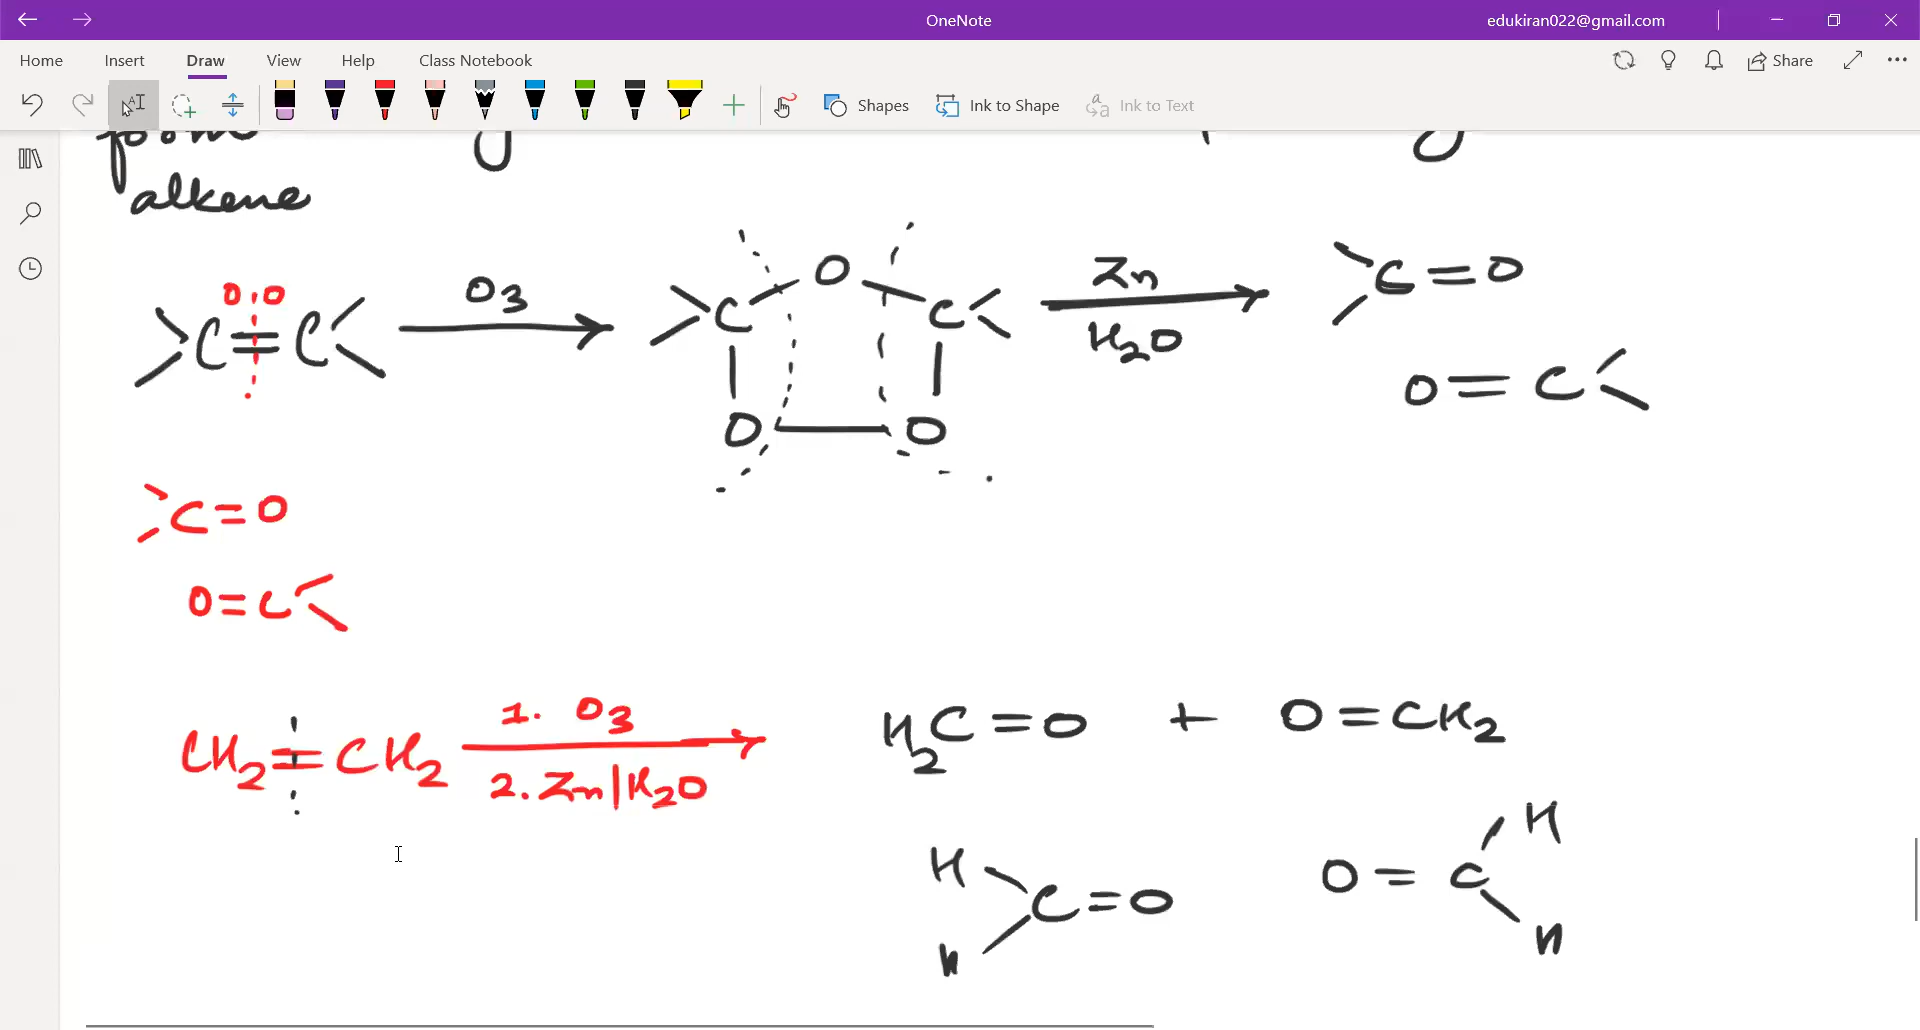 OneNote
edukiran022@gmail.com
Home Insert Draw View Help Class Notebook
Share
Shapes Ink to Shape Ink to Text
alkene
O O
C = C
O3
O
C C
O O
Zn
H2O
C = O
O = C
C = O
O = C
CH2 = CH2
1. O3
2. Zn|H2O
H2C = O + O = CH2
H
H
C = O
O = C
H
H